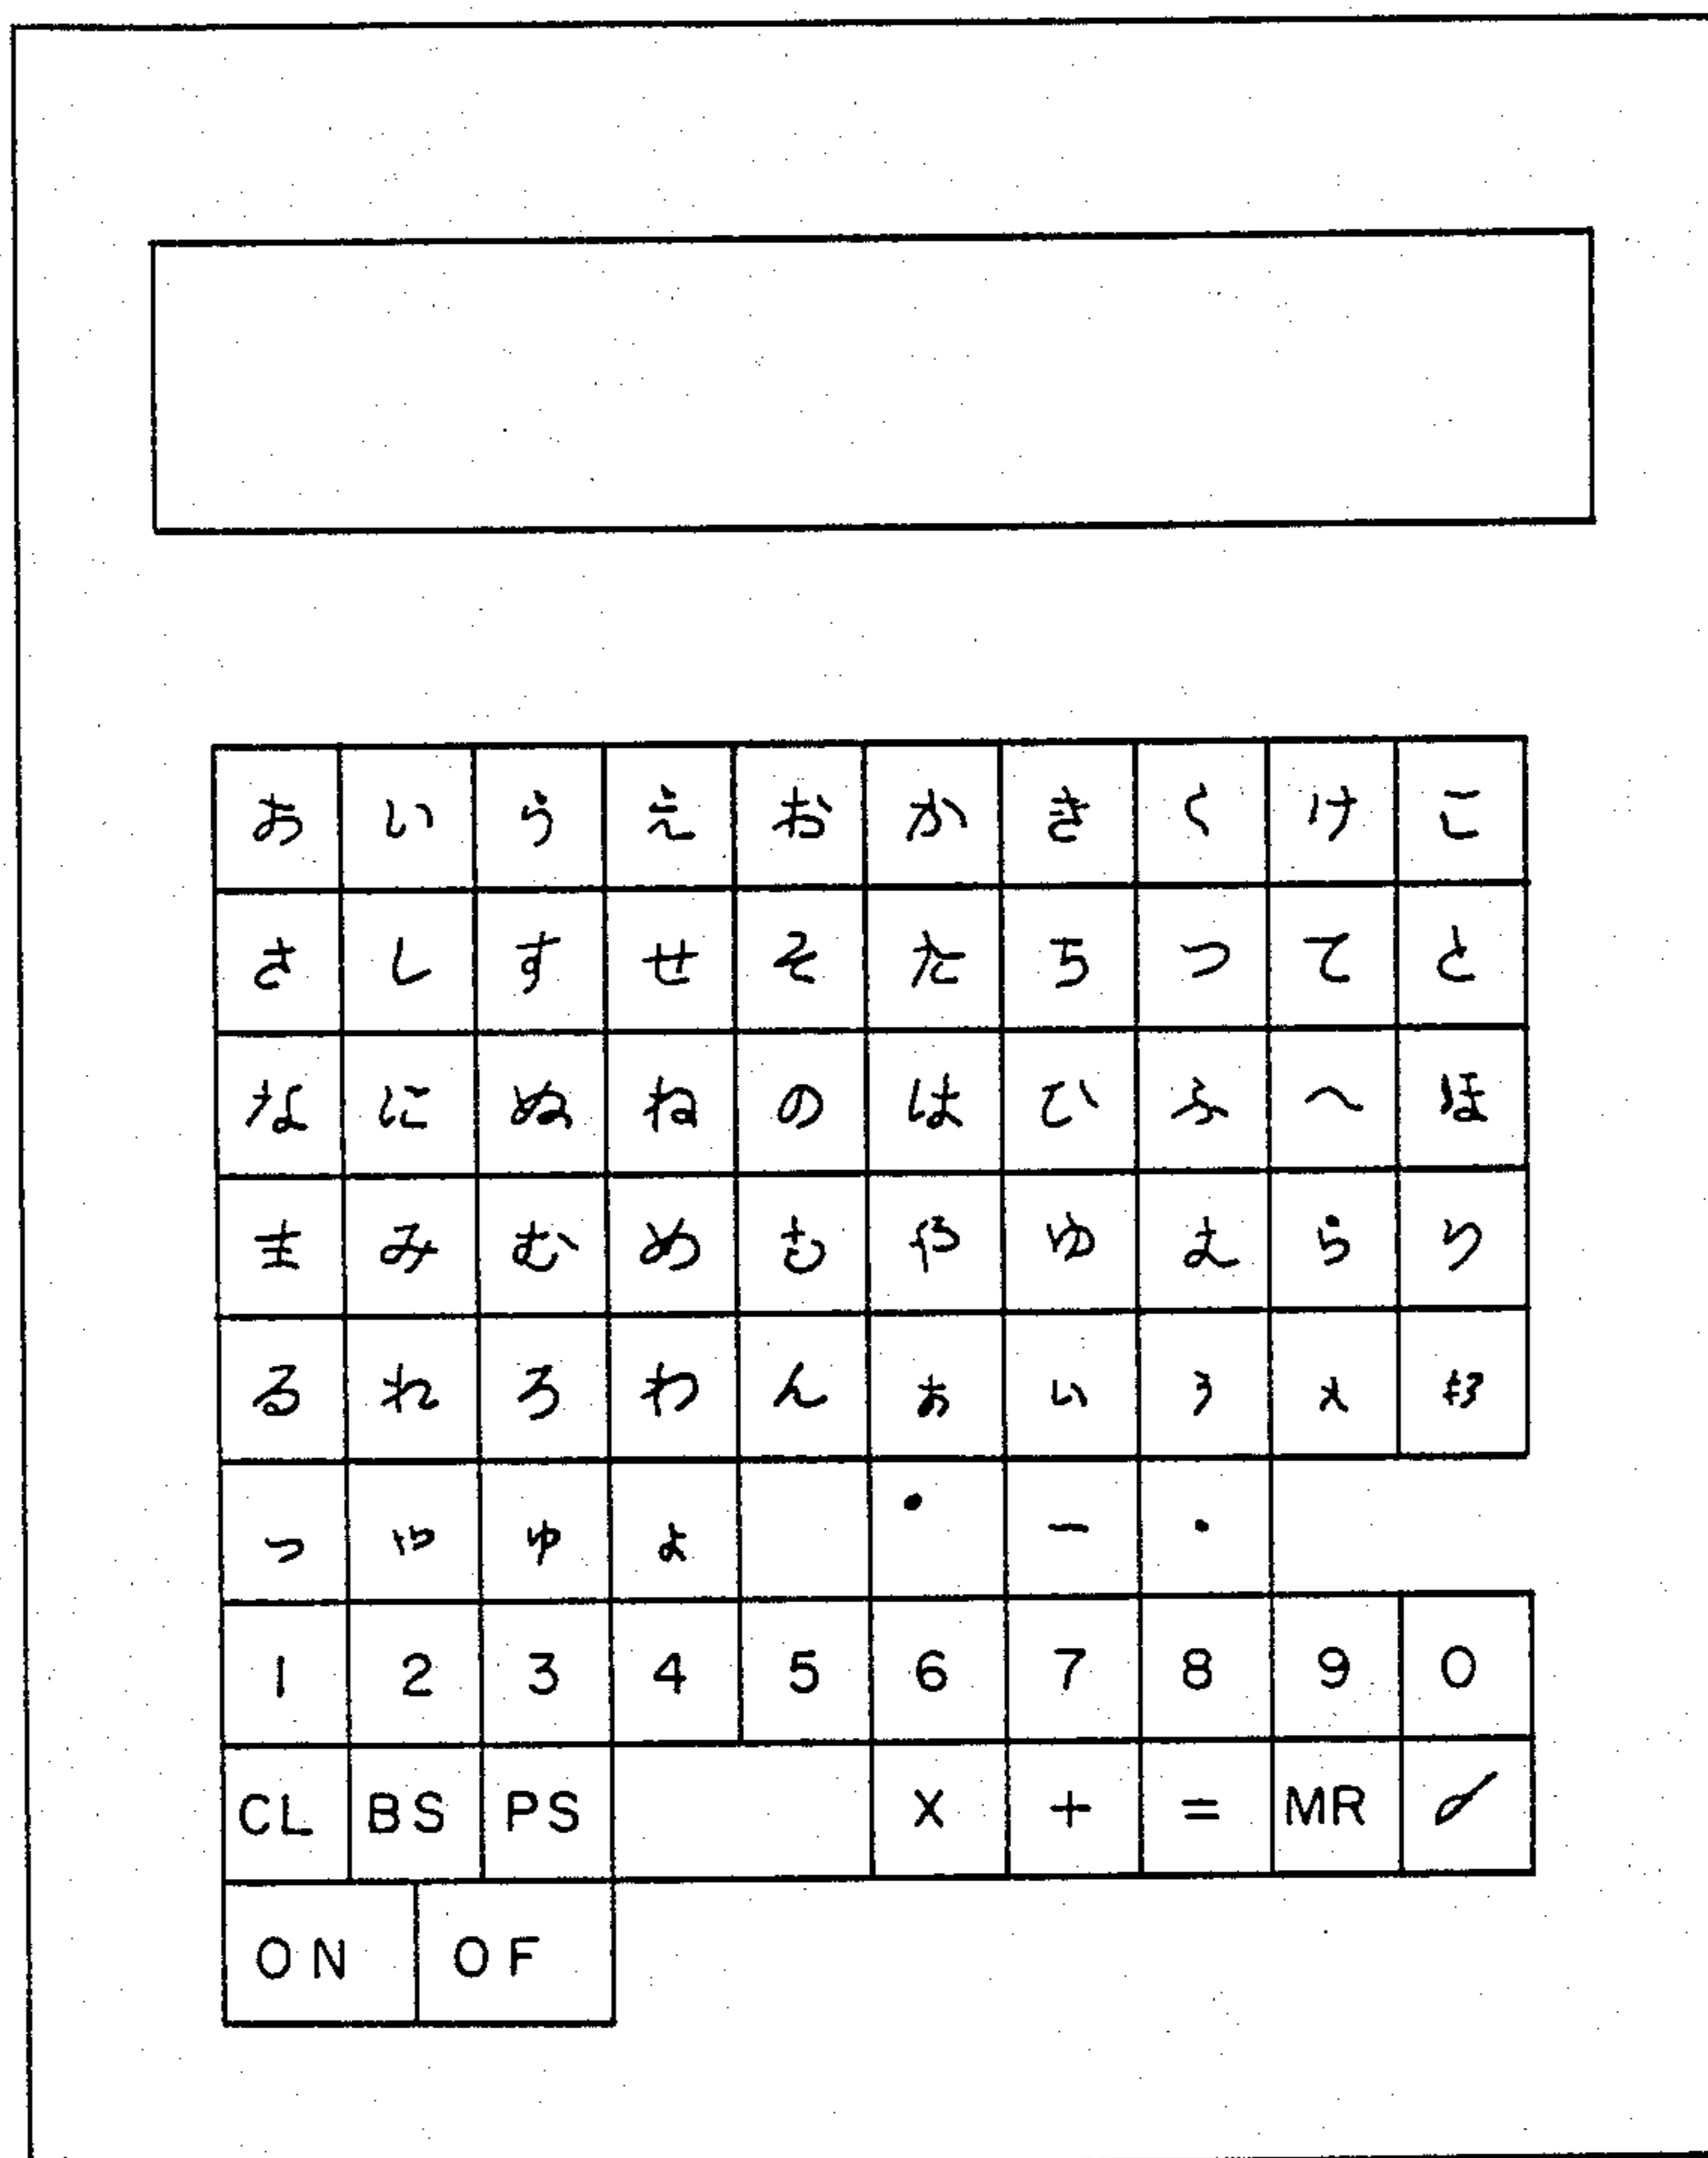 あ い う え お か き く け こ
さ し す せ そ た ち つ て と
な に ぬ ね の は ひ ふ へ ほ
ま み む め も や ゆ よ ら り
る れ ろ わ ん ぁ ぃ ぅ ぇ ぉ
っ ゃ ゅ ょ ー ・
1 2 3 4 5 6 7 8 9 0
CL BS PS X + = MR
ON OF